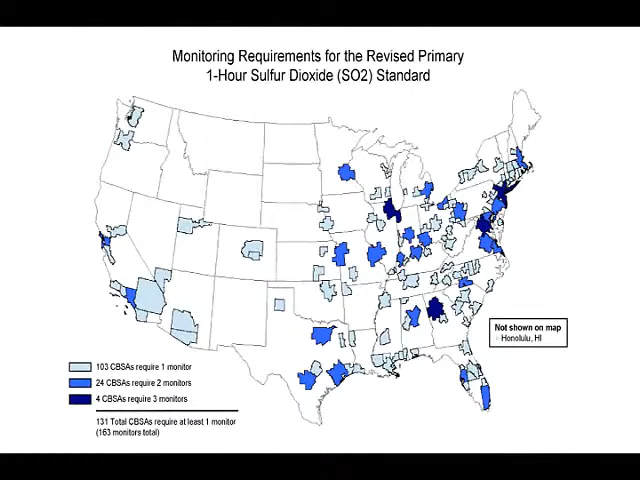 Monitoring Requirements for the Revised Primary
1-Hour Sulfur Dioxide (SO2) Standard
Not shown on map
Honolulu, HI
103 CBSAs require 1 monitor
24 CBSAs require 2 monitors
4 CBSAs require 3 monitors
131 Total CBSAs require at least 1 monitor
(163 monitors total)